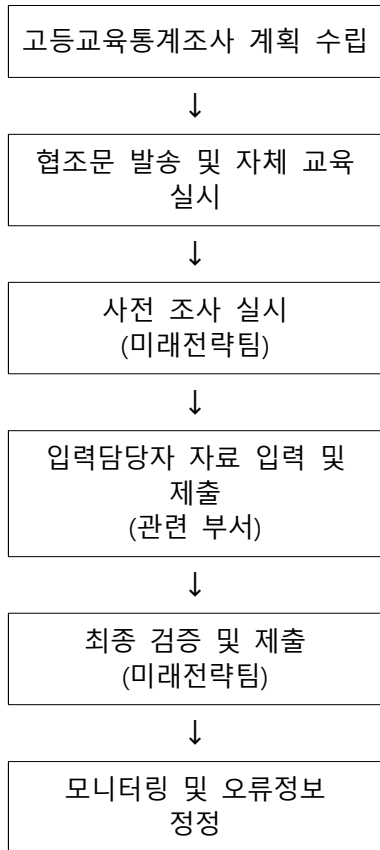 고등교육통계조사 계획 수립
↓
협조문 발송 및 자체 교육
실시
↓
사전 조사 실시
(미래전략팀)
↓
입력담당자 자료 입력 및
제출
(관련 부서)
↓
최종 검증 및 제출
(미래전략팀)
↓
모니터링 및 오류정보
정정